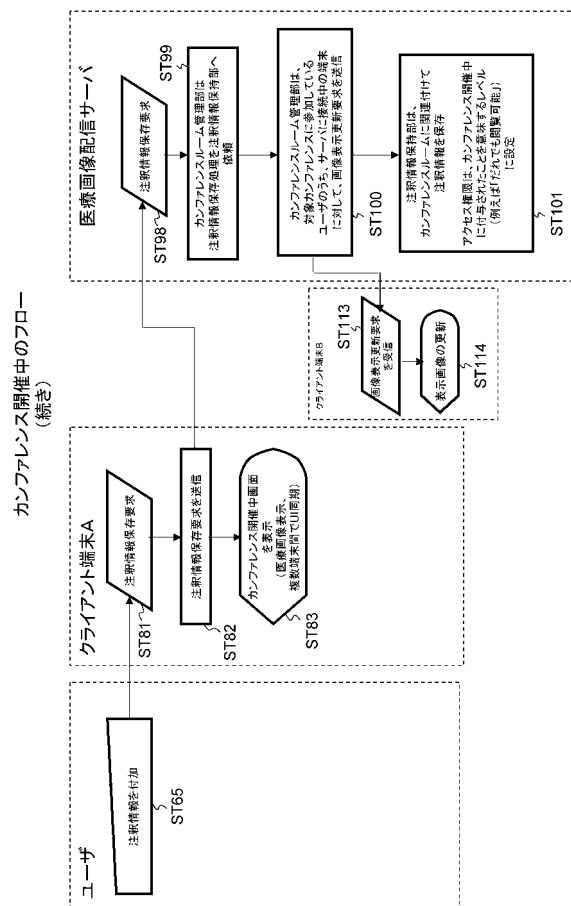 カンファレンス開催中のフロー
(続き)
ユーザ
注釈情報を付加
ST65
クライアント端末A
注釈情報保存要求
ST81
注釈情報保存要求を送信
ST82
カンファレンス開催中画面
を表示
(医療画像表示、
複数端末間でUI同期)
ST83
クライアント端末B
画像表示更新要求
を受信
ST113
表示画像の更新
ST114
医療画像配信サーバ
注釈情報保存要求
ST98
カンファレンスルーム管理部は
注釈情報保存処理を注釈情報保持部へ
依頼
ST99
カンファレンスルーム管理部は、
対象カンファレンスに参加している
ユーザのうち、サーバに接続中の端末
に対して、画像表示更新要求を送信
ST100
注釈情報保持部は、
カンファレンスルームに関連付けて
注釈情報を保存
アクセス権限は、カンファレンス開催中
に付与されたことを意味するレベル
(例えば「だれでも閲覧可能」)
に設定
ST101